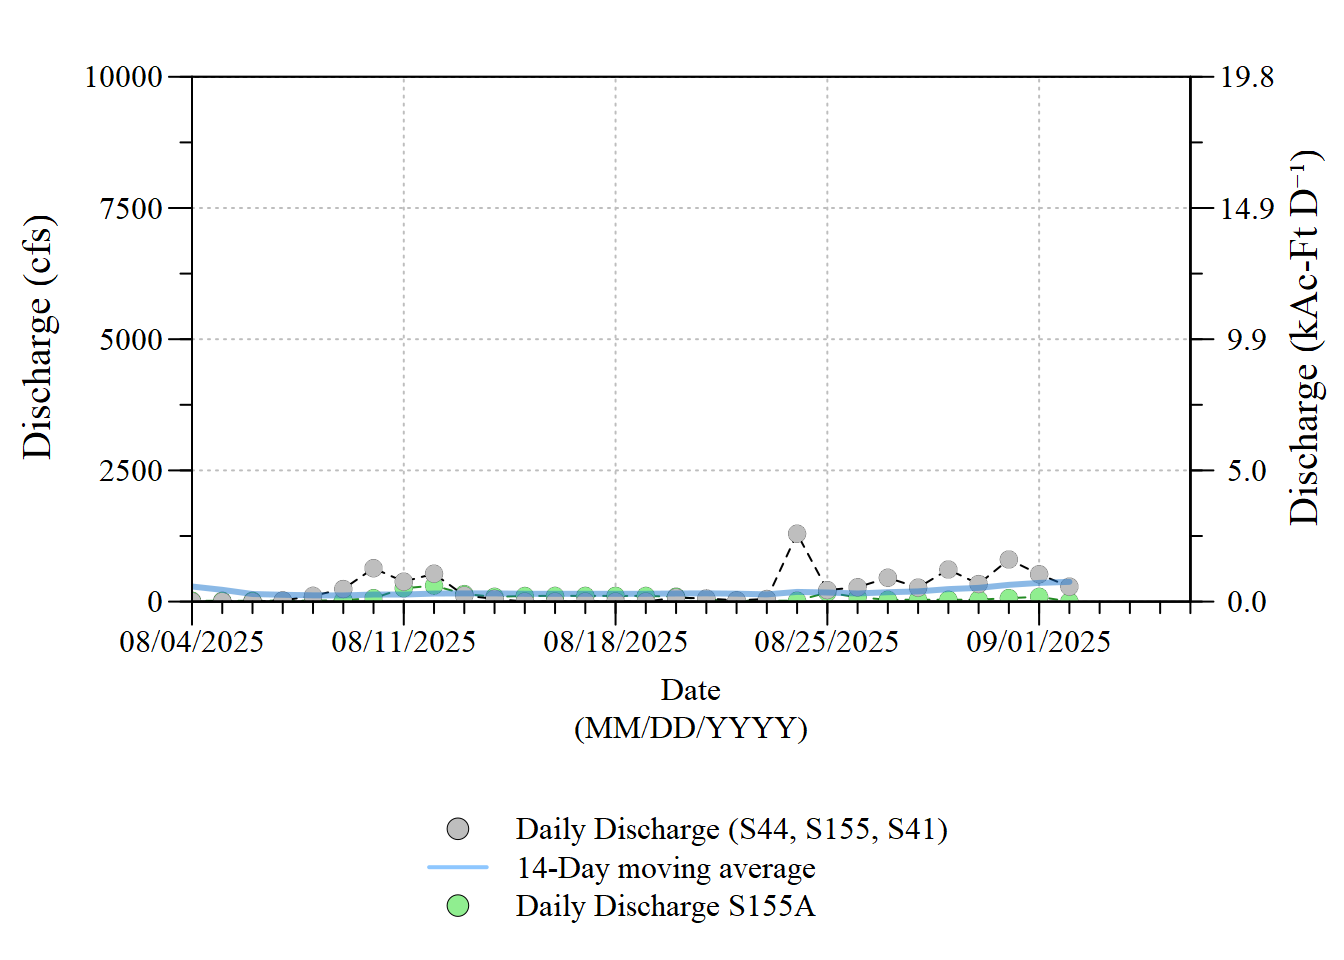 10000
7500
5000
2500
0
Discharge (cfs)
19.8
14.9
9.9
5.0
0.0
Discharge (kAc-Ft D⁻¹)
08/04/2025 08/11/2025 08/18/2025 08/25/2025 09/01/2025
Date
(MM/DD/YYYY)
Daily Discharge (S44, S155, S41)
14-Day moving average
Daily Discharge S155A